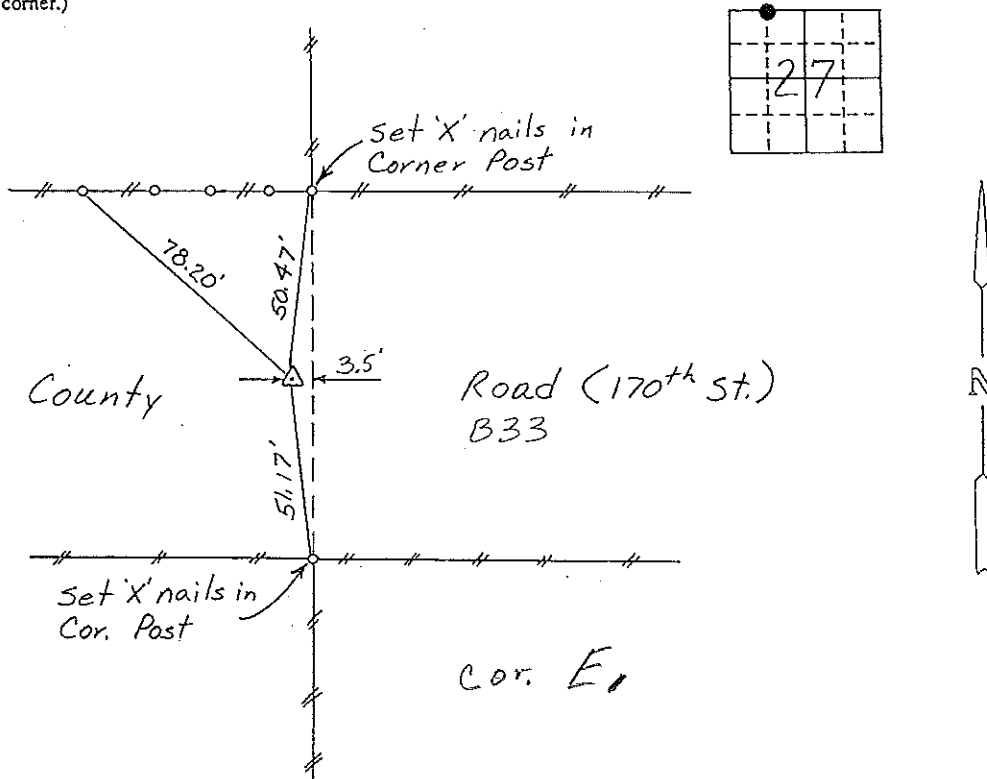 corner.)
27
set 'X' nails in
Corner Post
78.20'
50.47'
3.5'
County
Road (170th St.)
B33
N
51.17'
set 'X' nails in
Cor. Post
Cor. E.